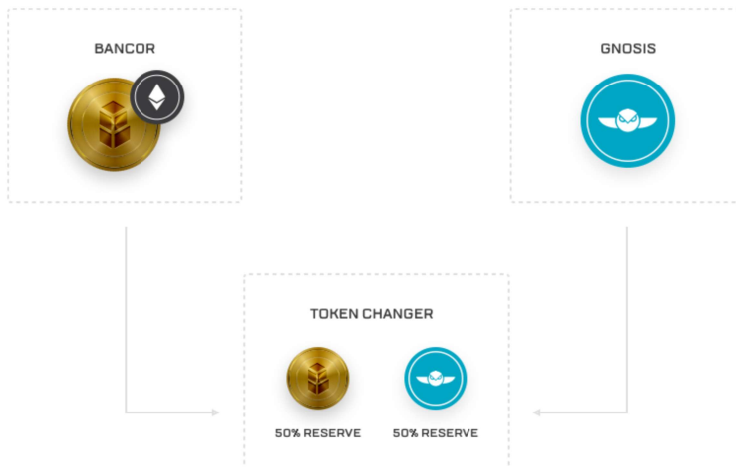 BANCOR
GNOSIS
TOKEN CHANGER
50% RESERVE
50% RESERVE